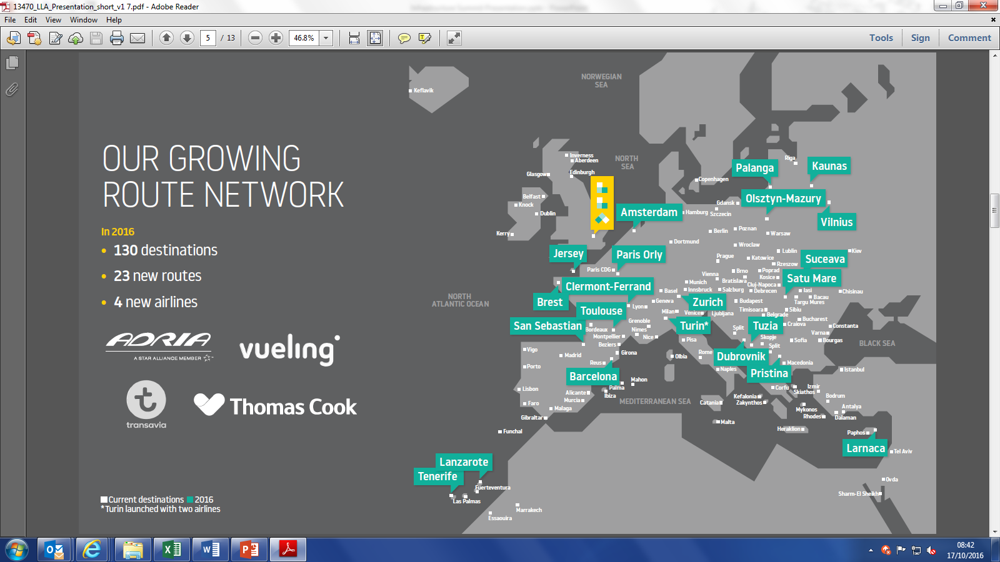 13470_LLA_Presentation_short_v1 7.pdf - Adobe Reader
File Edit View Window Help
5 / 13 46.8%
Tools Sign Comment
OUR GROWING
ROUTE NETWORK
In 2016
• 130 destinations
• 23 new routes
• 4 new airlines
ADRIA
A STAR ALLIANCE MEMBER
vueling
transavia
Thomas Cook
Current destinations 2016
*Turin launched with two airlines
NORWEGIAN
SEA
NORTH
SEA
NORTH
ATLANTIC OCEAN
MEDITERRANEAN SEA
BLACK SEA
Keflavik
Inverness
Aberdeen
Glasgow
Edinburgh
Belfast
Knock
Dublin
Kerry
Riga
Palanga
Kaunas
Copenhagen
Olsztyn-Mazury
Vilnius
Gdansk
Amsterdam
Hamburg
Szczecin
Berlin
Poznan
Warsaw
Dortmund
Wroclaw
Jersey
Paris Orly
Prague
Lublin
Kiev
Katowice
Suceava
Rzeszow
Paris CDG
Vienna
Brno
Poprad
Kosice
Satu Mare
Clermont-Ferrand
Munich
Bratislava
Cluj-Napoca
Basel
Innsbruck
Salzburg
Debrecen
Iasi
Chisinau
Bacau
Brest
Geneva
Zurich
Budapest
Targu Mures
Toulouse
Lyon
Milan
Venice
Ljubljana
Timisoara
Sibiu
Belgrade
San Sebastian
Grenoble
Turin*
Tuzia
Craiova
Bucharest
Constanta
Bordeaux
Nimes
Split
Varna
Montpellier
Nice
Pisa
Skopje
Sofia
Bourgas
Beziers
Split
Vigo
Madrid
Girona
Olbia
Rome
Dubrovnik
Reus
Macedonia
Porto
Naples
Istanbul
Barcelona
Pristina
Mahon
Palma
Ibiza
Lisbon
Alicante
Corfu
Skiathos
Izmir
Murcia
Kefalonia
Bodrum
Faro
Malaga
Catania
Zakynthos
Mykonos
Antalya
Gibraltar
Rhodes
Dalaman
Malta
Funchal
Heraklion
Paphos
Larnaca
Tel Aviv
Lanzarote
Tenerife
Fuerteventura
Las Palmas
Ovda
Sharm-El Sheikh
Marrakech
Essaouira
08:42
17/10/2016